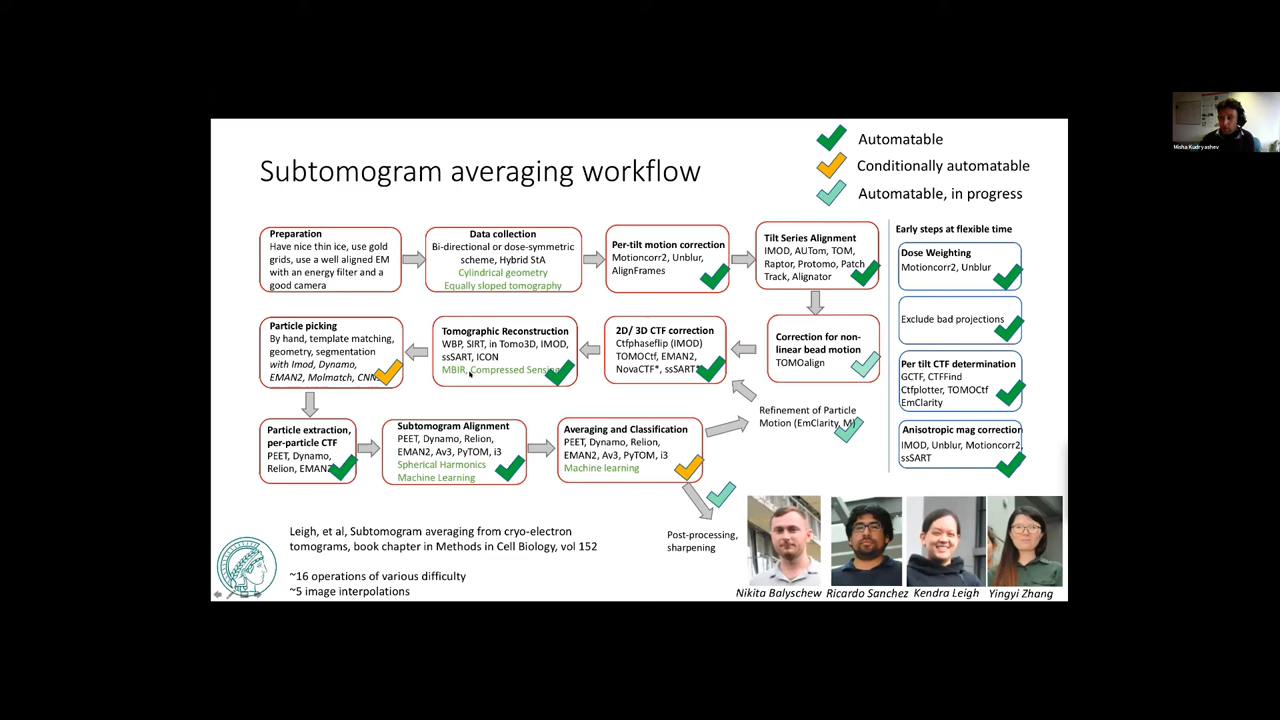 Misha Kudryashev
Automatable
Conditionally automatable
Automatable, in progress
Subtomogram averaging workflow
Preparation
Have nice thin ice, use gold
grids, use a well aligned EM
with an energy filter and a
good camera
Data collection
Bi-directional or dose-symmetric
scheme, Hybrid StA
Cylindrical geometry
Equally sloped tomography
Per-tilt motion correction
Motioncorr2, Unblur,
AlignFrames
Tilt Series Alignment
IMOD, AUTom, TOM,
Raptor, Protomo, Patch
Track, Alignator
Correction for non-
linear bead motion
TOMOalign
2D/ 3D CTF correction
Ctfphaseflip (IMOD)
TOMOCtf, EMAN2,
NovaCTF*, ssSART
Tomographic Reconstruction
WBP, SIRT, in Tomo3D, IMOD,
ssSART, ICON
MBIR, Compressed Sensing
Particle picking
By hand, template matching,
geometry, segmentation
with Imod, Dynamo,
EMAN2, Molmatch, CNN
Particle extraction,
per-particle CTF
PEET, Dynamo,
Relion, EMAN2
Subtomogram Alignment
PEET, Dynamo, Relion,
EMAN2, Av3, PyTOM, i3
Spherical Harmonics
Machine Learning
Averaging and Classification
PEET, Dynamo, Relion,
EMAN2, Av3, PyTOM, i3
Machine learning
Refinement of Particle
Motion (EmClarity, M)
Post-processing,
sharpening
Early steps at flexible time
Dose Weighting
Motioncorr2, Unblur
Exclude bad projections
Per tilt CTF determination
GCTF, CTFFind
Ctfplotter, TOMOCtf
EmClarity
Anisotropic mag correction
IMOD, Unblur, Motioncorr2,
ssSART
Leigh, et al, Subtomogram averaging from cryo-electron
tomograms, book chapter in Methods in Cell Biology, vol 152
~16 operations of various difficulty
~5 image interpolations
Nikita Balyschew Ricardo Sanchez Kendra Leigh Yingyi Zhang